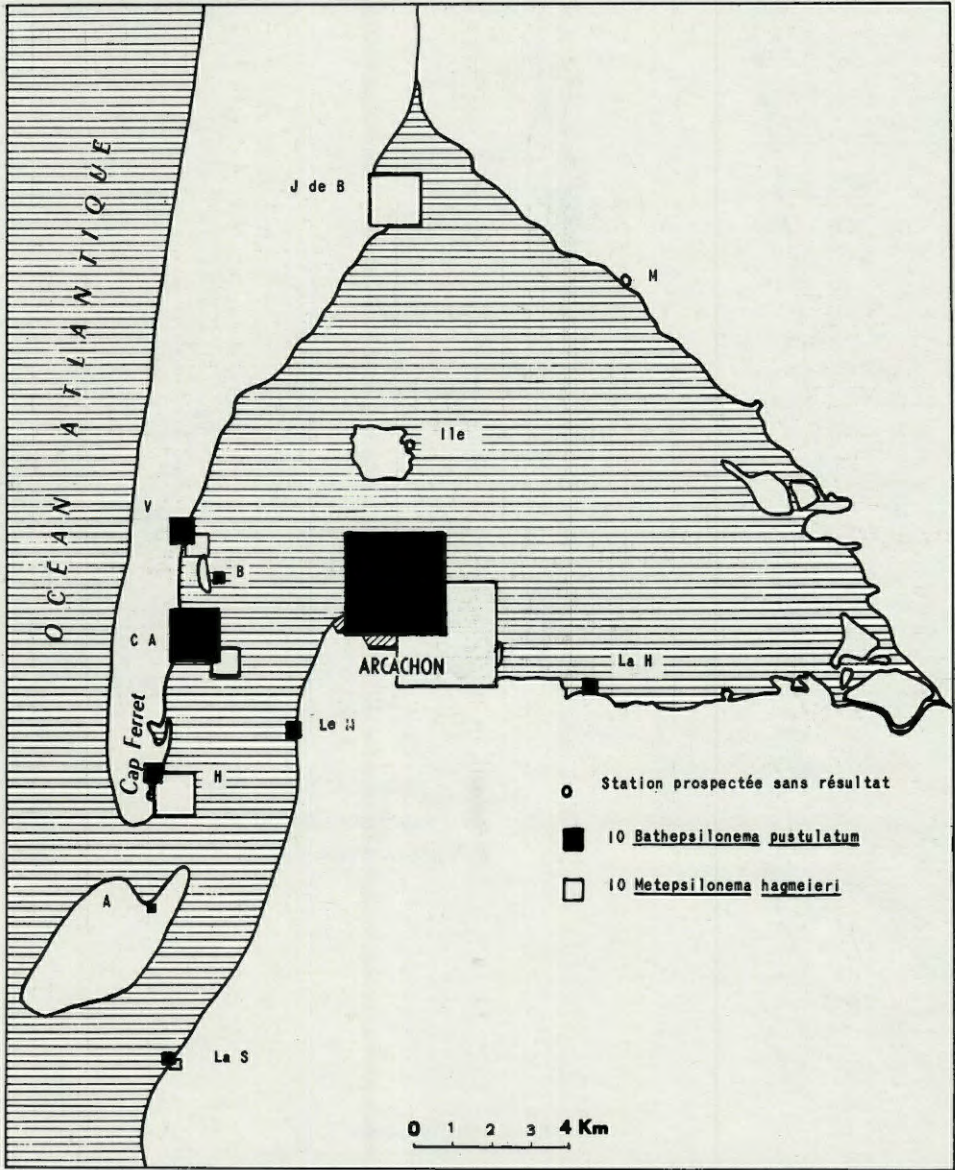 OCÉAN ATLANTIQUE
J de B
M
Ile
V
B
C A
ARCACHON
La H
Le
Cap Ferret
H
Station prospectée sans résultat
10 Bathepsilonema pustulatum
10 Metepsilonema hagmeieri
A
La S
0 1 2 3 4 Km